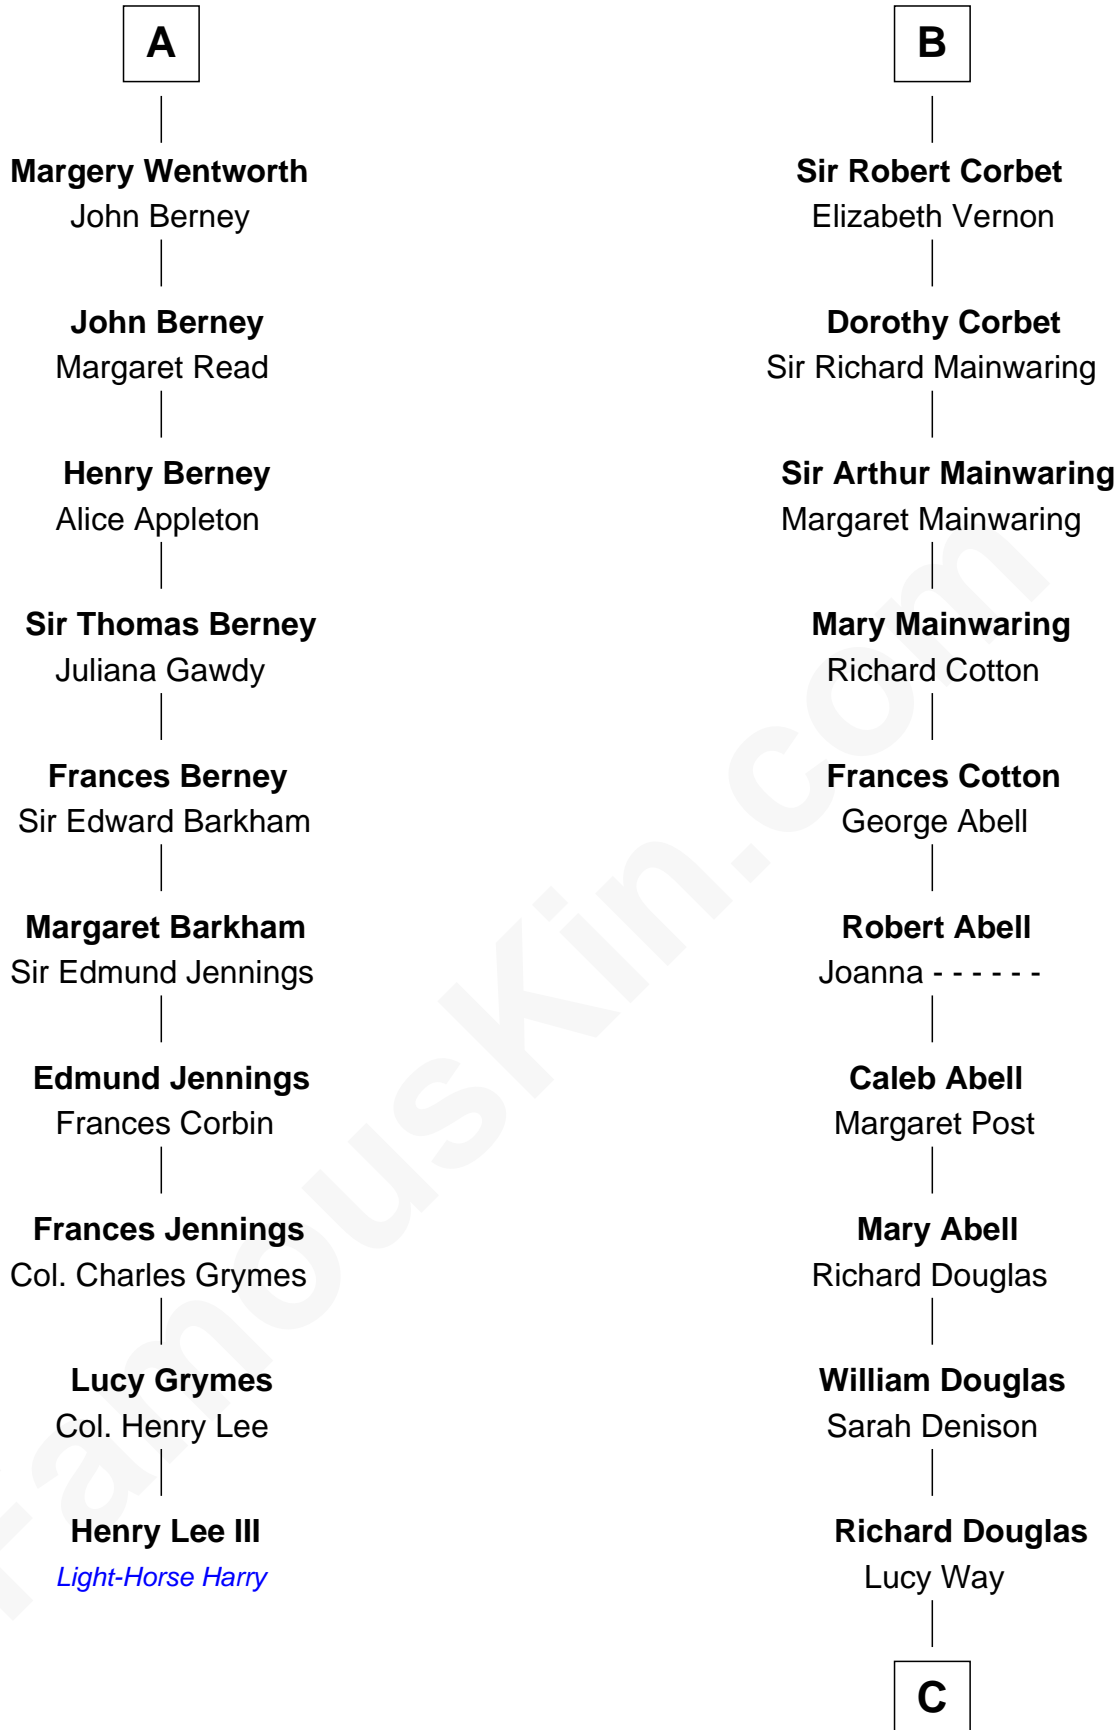 A
Margery Wentworth
John Berney
John Berney
Margaret Read
Henry Berney
Alice Appleton
Sir Thomas Berney
Juliana Gawdy
Frances Berney
Sir Edward Barkham
Margaret Barkham
Sir Edmund Jennings
Edmund Jennings
Frances Corbin
Frances Jennings
Col. Charles Grymes
Lucy Grymes
Col. Henry Lee
Henry Lee III
Light-Horse Harry
B
Sir Robert Corbet
Elizabeth Vernon
Dorothy Corbet
Sir Richard Mainwaring
Sir Arthur Mainwaring
Margaret Mainwaring
Mary Mainwaring
Richard Cotton
Frances Cotton
George Abell
Robert Abell
Joanna - - - - - -
Caleb Abell
Margaret Post
Mary Abell
Richard Douglas
William Douglas
Sarah Denison
Richard Douglas
Lucy Way
C
FamousKin.com